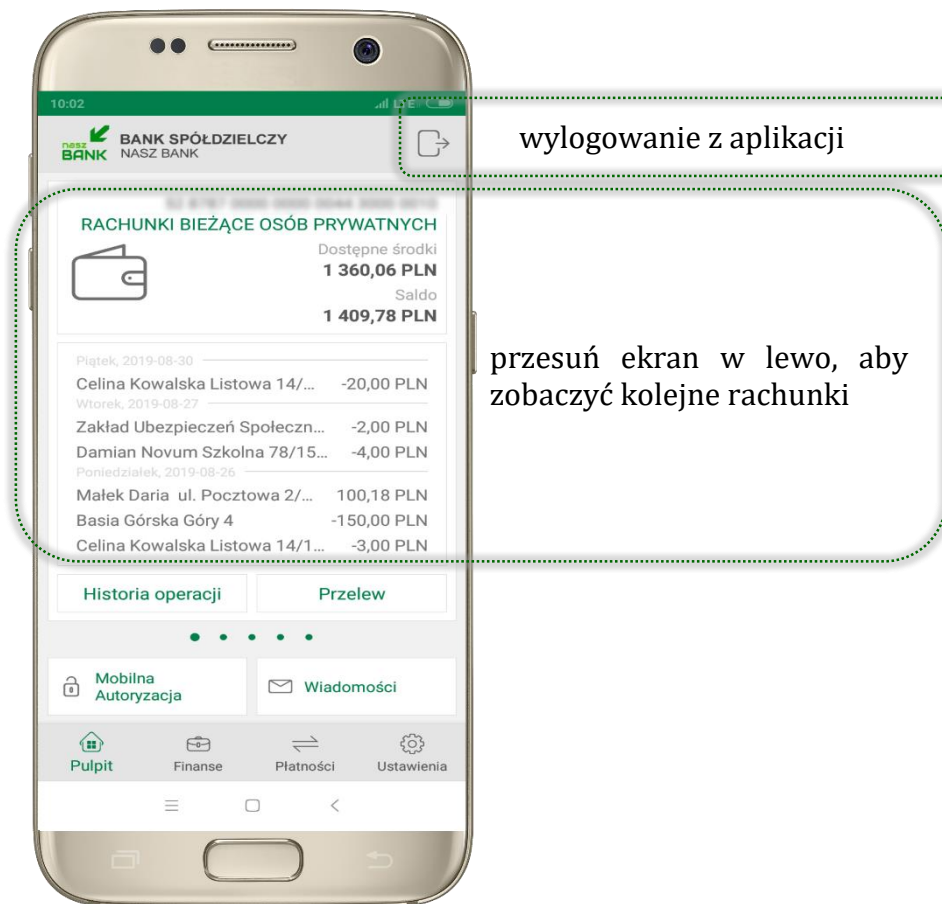 10:02
LTE
nasz
BANK
BANK SPÓŁDZIELCZY
NASZ BANK
wylogowanie z aplikacji
RACHUNKI BIEŻĄCE OSÓB PRYWATNYCH
Dostępne środki
1 360,06 PLN
Saldo
1 409,78 PLN
Piątek, 2019-08-30
Celina Kowalska Listowa 14/... -20,00 PLN
Wtorek, 2019-08-27
Zakład Ubezpieczeń Społeczn... -2,00 PLN
Damian Novum Szkolna 78/15... -4,00 PLN
Poniedziałek, 2019-08-26
Małek Daria ul. Pocztowa 2/... 100,18 PLN
Basia Górska Góry 4 -150,00 PLN
Celina Kowalska Listowa 14/1... -3,00 PLN
przesuń ekran w lewo, aby
zobaczyć kolejne rachunki
Historia operacji Przelew
Mobilna
Autoryzacja
Wiadomości
Pulpit Finanse Płatności Ustawienia